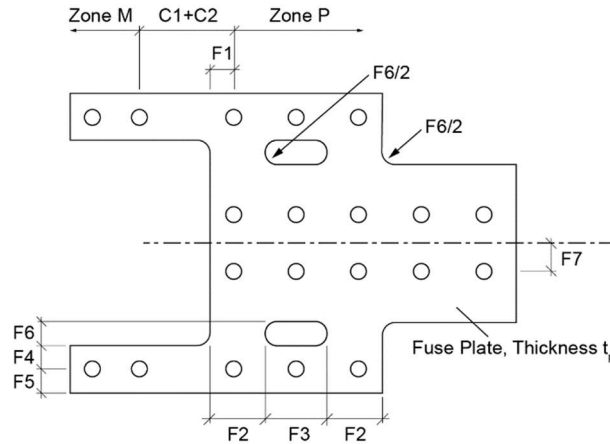 Zone M
C1+C2
Zone P
F1
F6/2
F6/2
F7
F6
F4
F5
Fuse Plate, Thickness
F2
F3
F2